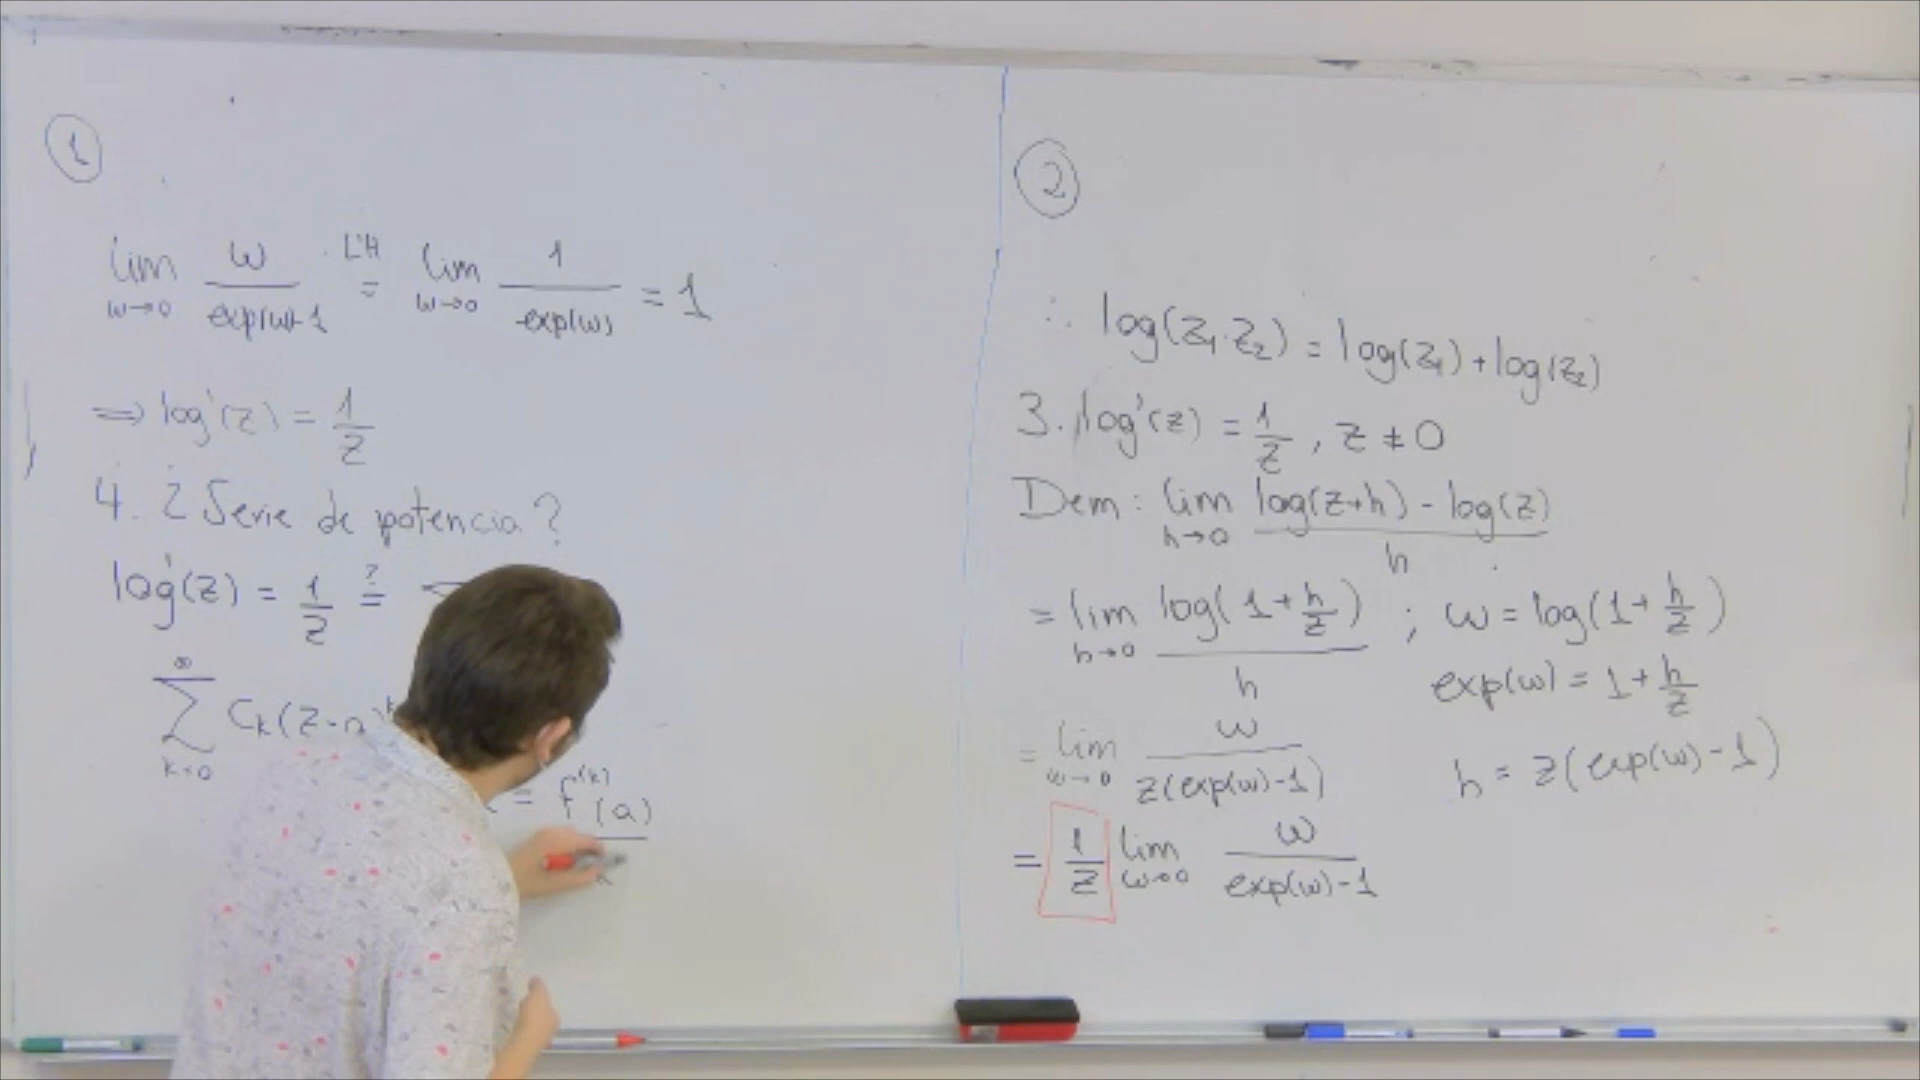 1
lim w→0 w/(exp(w)-1) L'H = lim w→0 1/exp(w) = 1
⟹ log'(z) = 1/z
4. ¿Serie de potencia?
log'(z) = 1/z ?=
∑ k=0 ∞ C_k(z-a)^k
= f^(k)(a)
2
∴ log(z₁·z₂) = log(z₁) + log(z₂)
3. log'(z) = 1/z , z ≠ 0
Dem: lim h→0 (log(z+h) - log(z))/h
= lim h→0 log(1 + h/z)/h ; w = log(1 + h/z)
exp(w) = 1 + h/z
= lim w→0 w/(z(exp(w)-1)) h = z(exp(w)-1)
= 1/z lim w→0 w/(exp(w)-1)